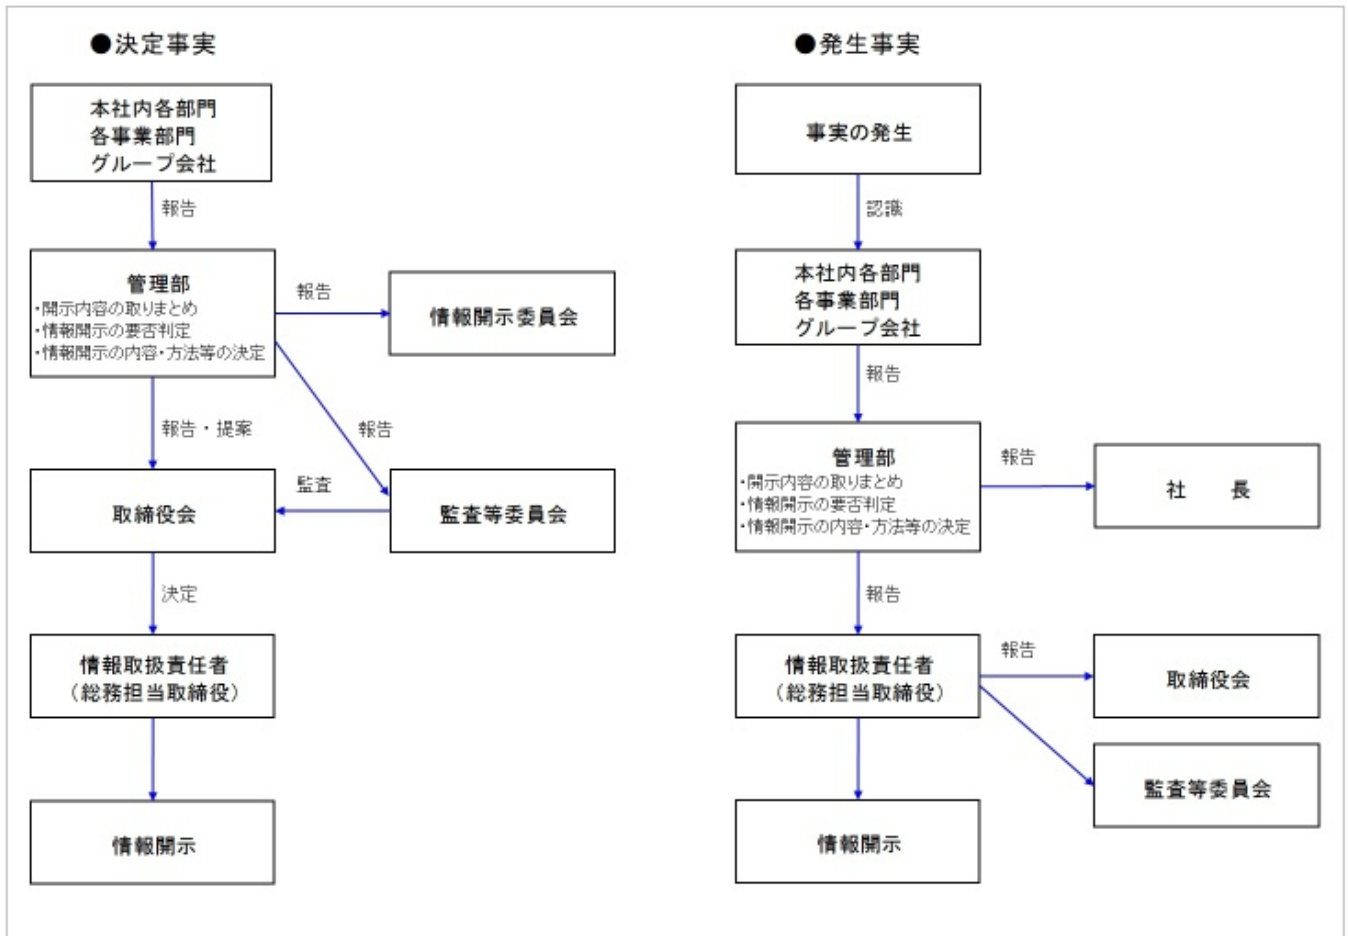 ●決定事実
本社内各部門
各事業部門
グループ会社
報告
管理部
・開示内容の取りまとめ
・情報開示の要否判定
・情報開示の内容・方法等の決定
報告
情報開示委員会
報告・提案
報告
取締役会
監査
監査等委員会
決定
情報取扱責任者
（総務担当取締役）
情報開示
●発生事実
事実の発生
認識
本社内各部門
各事業部門
グループ会社
報告
管理部
・開示内容の取りまとめ
・情報開示の要否判定
・情報開示の内容・方法等の決定
報告
社　　長
報告
情報取扱責任者
（総務担当取締役）
報告
取締役会
監査等委員会
情報開示